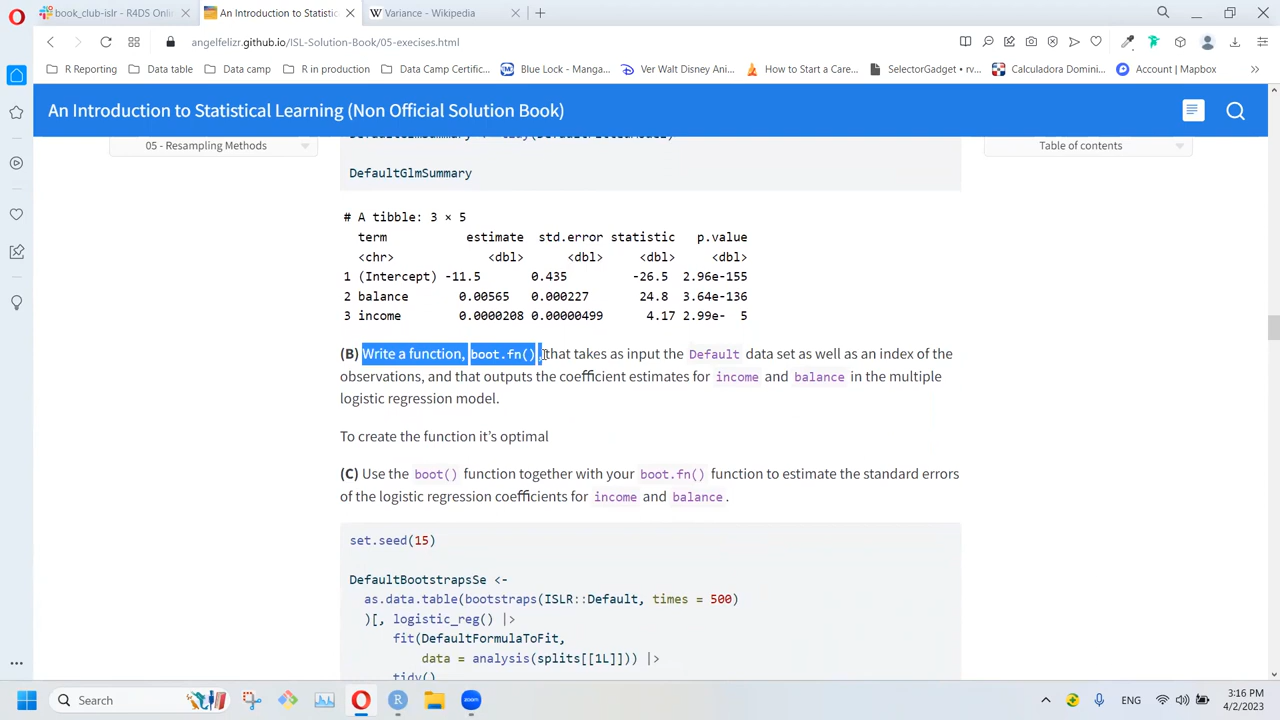 book_club-islr - R4DS Onlin
An Introduction to Statistic
Variance - Wikipedia
angelfelizr.github.io/ISL-Solution-Book/05-execises.html
R Reporting
Data table
Data camp
R in production
Data Camp Certific...
Blue Lock - Manga...
Ver Walt Disney Ani...
How to Start a Care...
SelectorGadget • rv...
Calculadora Domini...
Account | Mapbox
An Introduction to Statistical Learning (Non Official Solution Book)
05 - Resampling Methods
Table of contents
DefaultGlmSummary
# A tibble: 3 × 5
term estimate std.error statistic p.value
<chr> <dbl> <dbl> <dbl> <dbl>
1 (Intercept) -11.5 0.435 -26.5 2.96e-155
2 balance 0.00565 0.000227 24.8 3.64e-136
3 income 0.0000208 0.00000499 4.17 2.99e- 5
(B) Write a function, boot.fn(), that takes as input the Default data set as well as an index of the
observations, and that outputs the coefficient estimates for income and balance in the multiple
logistic regression model.
To create the function it's optimal
(C) Use the boot() function together with your boot.fn() function to estimate the standard errors
of the logistic regression coefficients for income and balance.
set.seed(15)
DefaultBootstrapsSe <-
as.data.table(bootstraps(ISLR::Default, times = 500)
)[, logistic_reg() |>
fit(DefaultFormulaToFit,
data = analysis(splits[[1L]])) |>
tidy()
Search
ENG
3:16 PM
4/2/2023